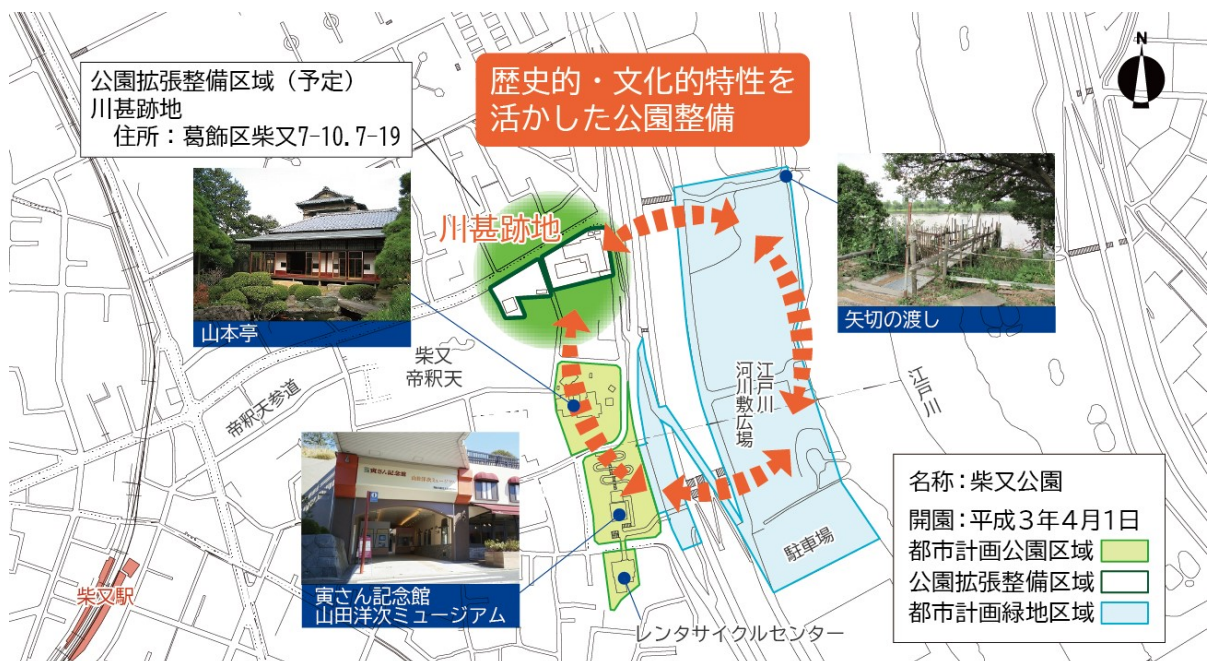 公園拡張整備区域（予定）
川甚跡地
住所：葛飾区柴又7-10．7-19
歴史的・文化的特性を
活かした公園整備
N
川甚跡地
山本亭
矢切の渡し
柴又
帝釈天
帝釈天参道
江戸川
河川敷広場
江戸川
寅さん記念館
寅さん記念館
山田洋次ミュージアム
駐車場
柴又駅
レンタサイクルセンター
名称：柴又公園
開園：平成3年4月1日
都市計画公園区域
公園拡張整備区域
都市計画緑地区域